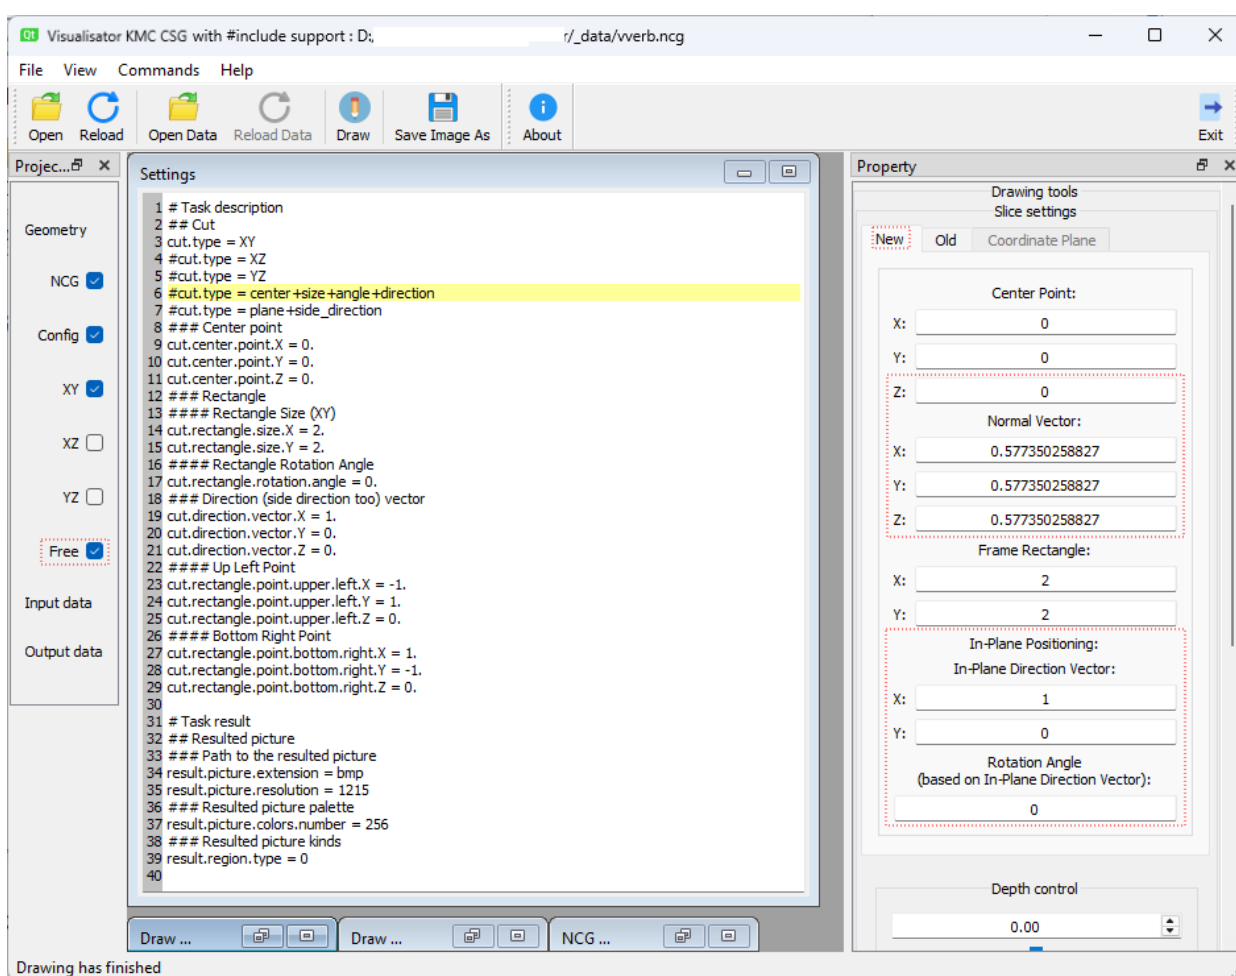 Visualisator KMC CSG with #include support : D:, r/_data/vverb.ncg
File View Commands Help
Open Reload Open Data Reload Data Draw Save Image As About Exit
Projec...
Geometry
NCG
Config
XY
XZ
YZ
Free
Input data
Output data
Settings
1 # Task description
2 ## Cut
3 cut.type = XY
4 #cut.type = XZ
5 #cut.type = YZ
6 #cut.type = center+size+angle+direction
7 #cut.type = plane+side_direction
8 ### Center point
9 cut.center.point.X = 0.
10 cut.center.point.Y = 0.
11 cut.center.point.Z = 0.
12 ### Rectangle
13 #### Rectangle Size (XY)
14 cut.rectangle.size.X = 2.
15 cut.rectangle.size.Y = 2.
16 #### Rectangle Rotation Angle
17 cut.rectangle.rotation.angle = 0.
18 ### Direction (side direction too) vector
19 cut.direction.vector.X = 1.
20 cut.direction.vector.Y = 0.
21 cut.direction.vector.Z = 0.
22 #### Up Left Point
23 cut.rectangle.point.upper.left.X = -1.
24 cut.rectangle.point.upper.left.Y = 1.
25 cut.rectangle.point.upper.left.Z = 0.
26 #### Bottom Right Point
27 cut.rectangle.point.bottom.right.X = 1.
28 cut.rectangle.point.bottom.right.Y = -1.
29 cut.rectangle.point.bottom.right.Z = 0.
30
31 # Task result
32 ## Resulted picture
33 ### Path to the resulted picture
34 result.picture.extension = bmp
35 result.picture.resolution = 1215
36 ### Resulted picture palette
37 result.picture.colors.number = 256
38 ### Resulted picture kinds
39 result.region.type = 0
40
Draw ... Draw ... NCG ...
Property
Drawing tools
Slice settings
New Old Coordinate Plane
Center Point:
X: 0
Y: 0
Z: 0
Normal Vector:
X: 0.577350258827
Y: 0.577350258827
Z: 0.577350258827
Frame Rectangle:
X: 2
Y: 2
In-Plane Positioning:
In-Plane Direction Vector:
X: 1
Y: 0
Rotation Angle
(based on In-Plane Direction Vector):
0
Depth control
0.00
Drawing has finished